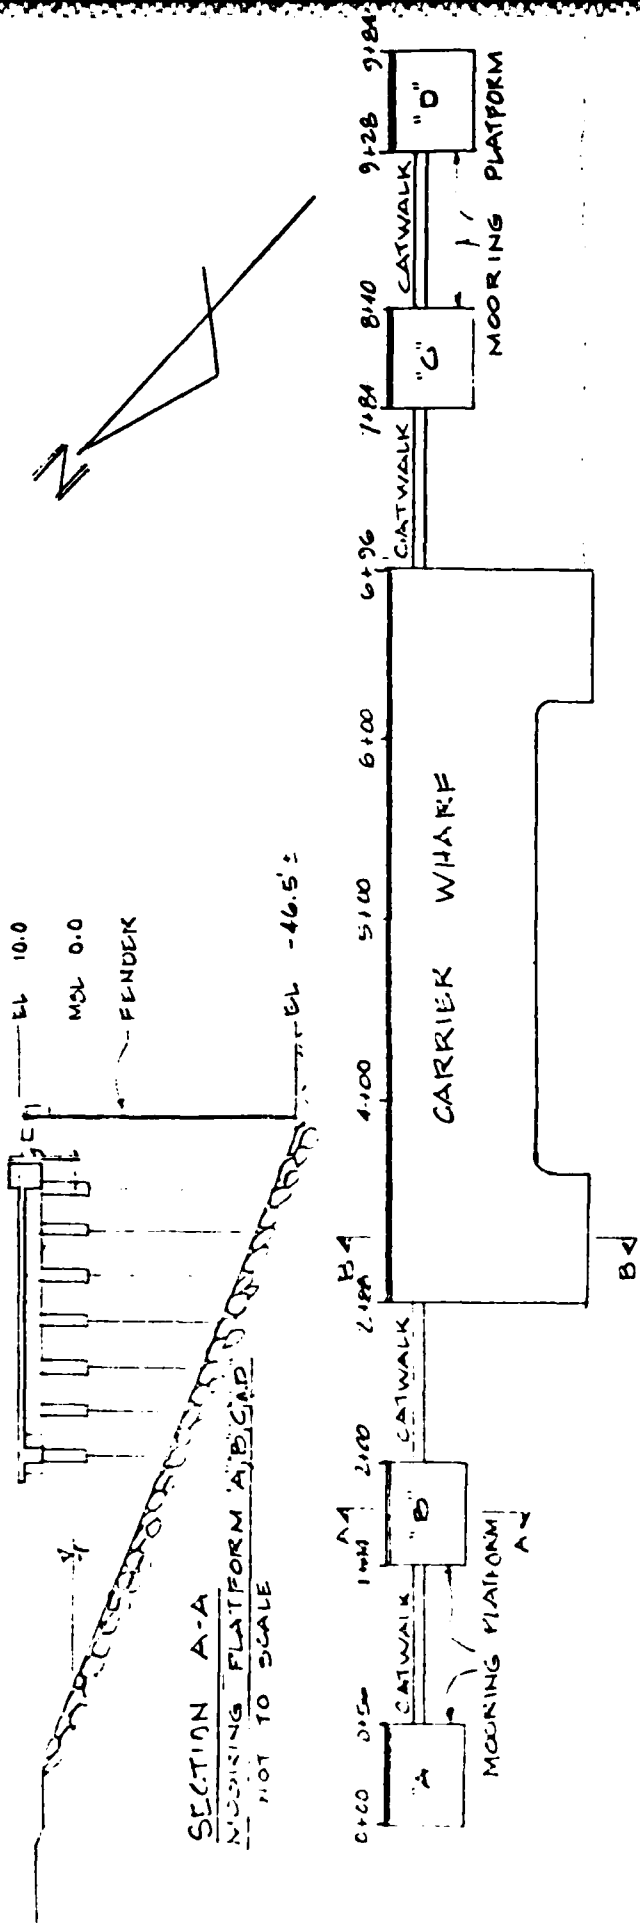 N
EL 10.0
MSL 0.0
FENDER
EL -46.5'±
SECTION A-A
MOORING PLATFORM A,B,C,&D
NOT TO SCALE
0+00
2+00
4+00
5+00
6+00
6+96
7+84
8+40
9+28
9+84
A
B
A
B
"A"
CATWALK
"B"
CATWALK
CARRIER WHARF
CATWALK
"C"
CATWALK
"D"
A
B
MOORING PLATFORM
MOORING PLATFORM